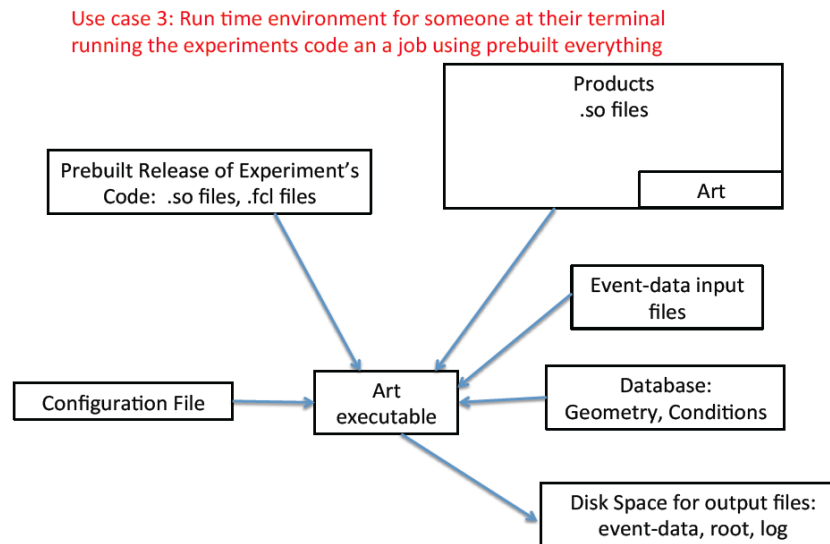 Use case 3: Run time environment for someone at their terminal
running the experiments code an a job using prebuilt everything
Products
.so files
Art
Prebuilt Release of Experiment's
Code: .so files, .fcl files
Event-data input
files
Configuration File
Art
executable
Database:
Geometry, Conditions
Disk Space for output files:
event-data, root, log